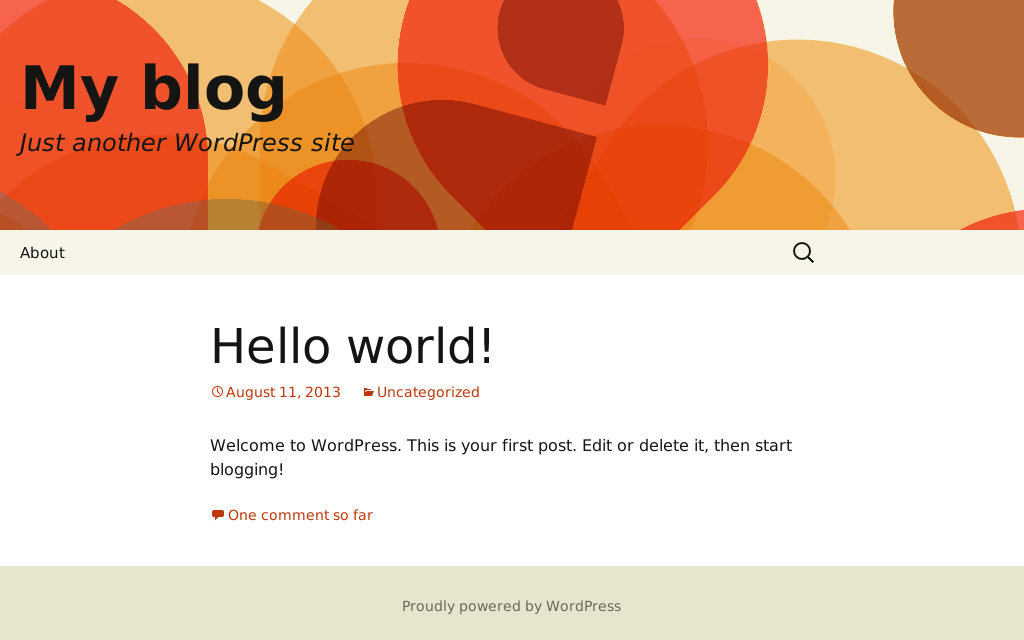 My blog
Just another WordPress site
About
Hello world!
August 11, 2013 Uncategorized
Welcome to WordPress. This is your first post. Edit or delete it, then start
blogging!
One comment so far
Proudly powered by WordPress